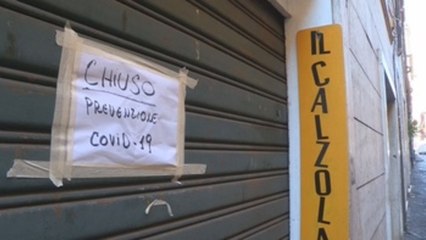 CHIUSO
PREVENZIONE
COVID-19
IL CALZOLA